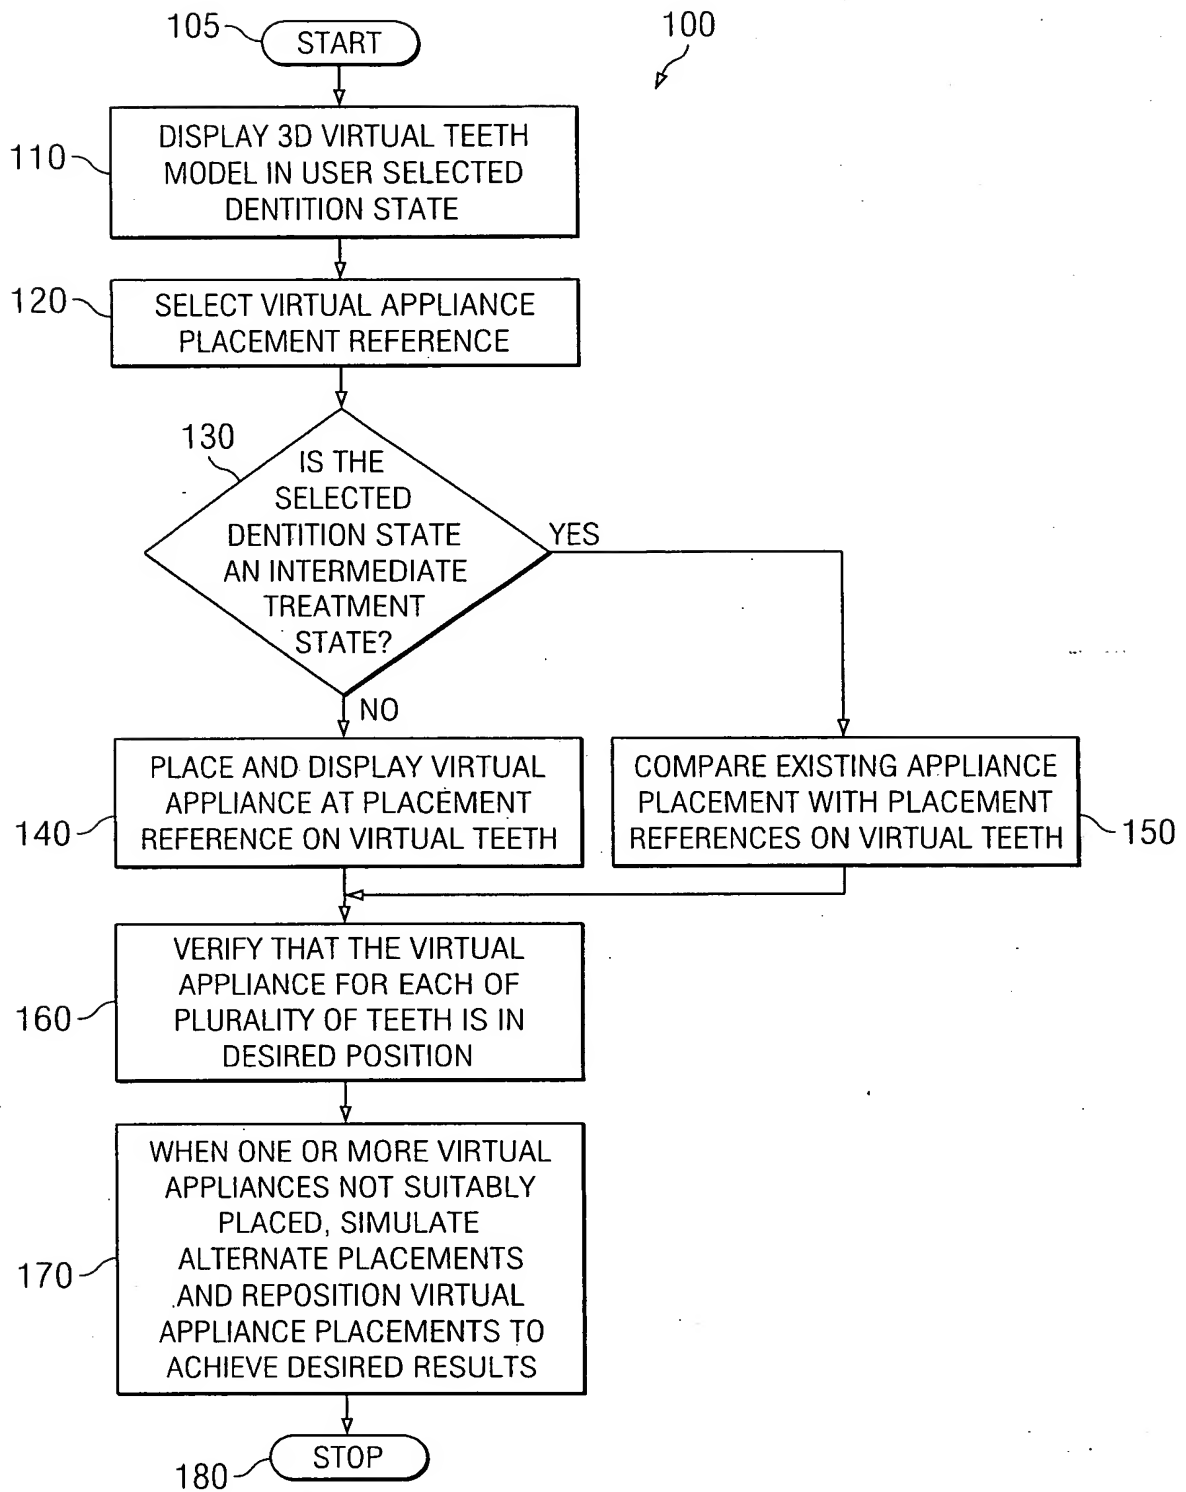 105
START
100
110
DISPLAY 3D VIRTUAL TEETH
MODEL IN USER SELECTED
DENTITION STATE
120
SELECT VIRTUAL APPLIANCE
PLACEMENT REFERENCE
130
IS THE
SELECTED
DENTITION STATE
AN INTERMEDIATE
TREATMENT
STATE?
YES
NO
140
PLACE AND DISPLAY VIRTUAL
APPLIANCE AT PLACEMENT
REFERENCE ON VIRTUAL TEETH
COMPARE EXISTING APPLIANCE
PLACEMENT WITH PLACEMENT
REFERENCES ON VIRTUAL TEETH
150
160
VERIFY THAT THE VIRTUAL
APPLIANCE FOR EACH OF
PLURALITY OF TEETH IS IN
DESIRED POSITION
170
WHEN ONE OR MORE VIRTUAL
APPLIANCES NOT SUITABLY
PLACED, SIMULATE
ALTERNATE PLACEMENTS
AND REPOSITION VIRTUAL
APPLIANCE PLACEMENTS TO
ACHIEVE DESIRED RESULTS
180
STOP